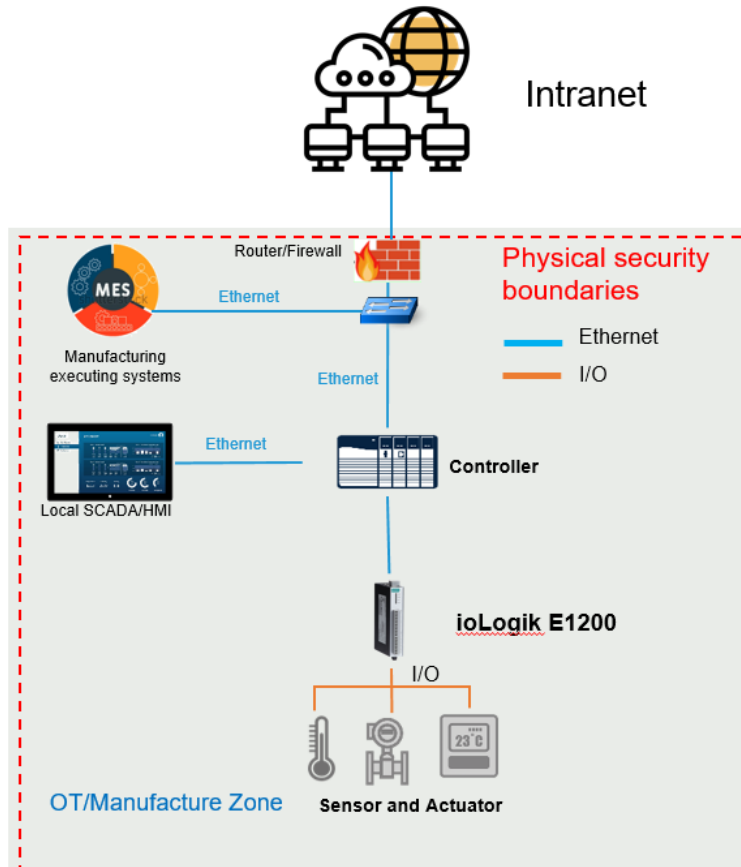 Intranet
Router/Firewall
Physical security
boundaries
MES
Ethernet
Ethernet
Manufacturing
executing systems
Ethernet
I/O
Ethernet
Controller
Local SCADA/HMI
ioLogik E1200
I/O
23°C
OT/Manufacture Zone
Sensor and Actuator